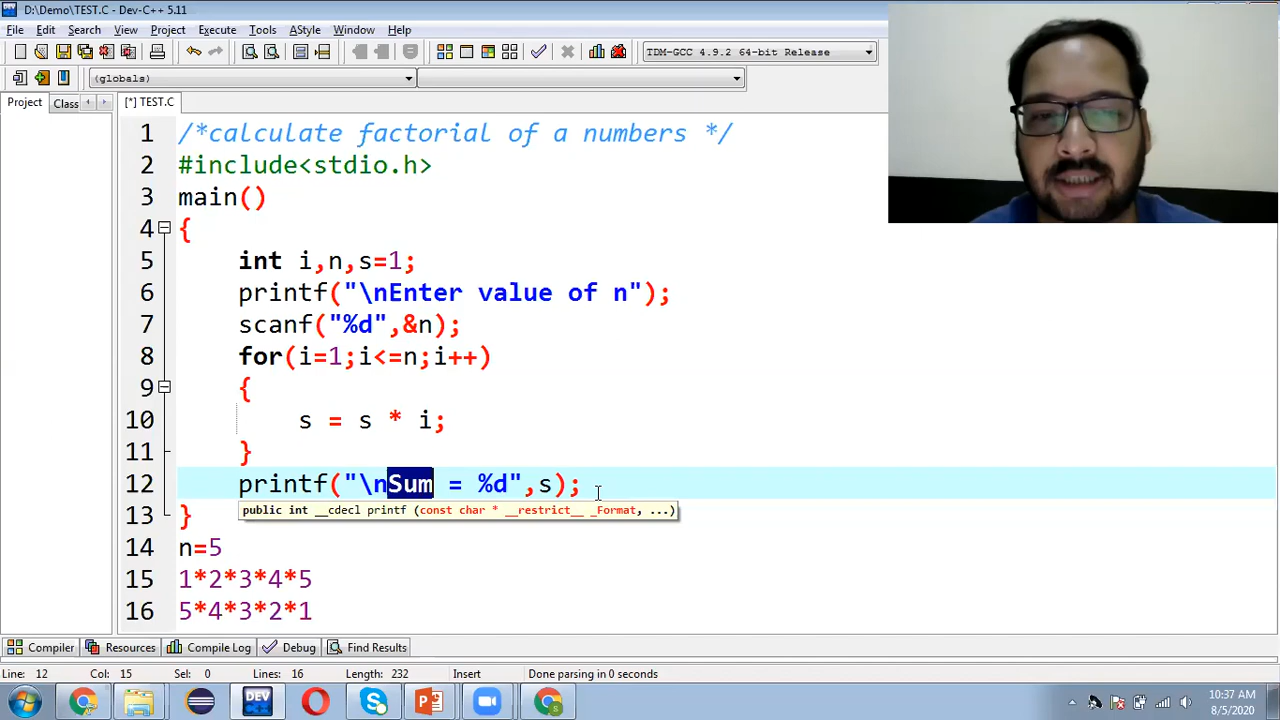 D:\Demo\TEST.C - Dev-C++ 5.11
File Edit Search View Project Execute Tools AStyle Window Help
TDM-GCC 4.9.2 64-bit Release
(globals)
Project Class [*] TEST.C
1 /*calculate factorial of a numbers */
2 #include<stdio.h>
3 main()
4 {
5 int i,n,s=1;
6 printf("\nEnter value of n");
7 scanf("%d",&n);
8 for(i=1;i<=n;i++)
9 {
10 s = s * i;
11 }
12 printf("\nSum = %d",s);
public int __cdecl printf (const char * __restrict__ _Format, ...)
13 }
14 n=5
15 1*2*3*4*5
16 5*4*3*2*1
Compiler Resources Compile Log Debug Find Results
Line: 12 Col: 15 Sel: 0 Lines: 16 Length: 232 Insert Done parsing in 0 seconds
DEV C++
10:37 AM
8/5/2020